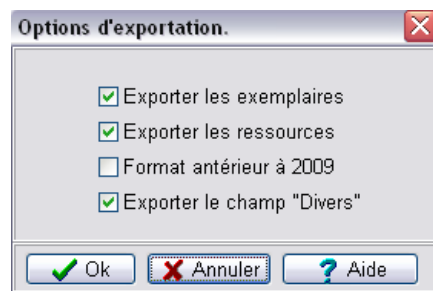 Options d'exportation.
Exporter les exemplaires
Exporter les ressources
Format antérieur à 2009
Exporter le champ "Divers"
Ok Annuler Aide